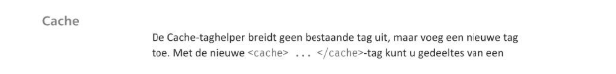 Cache
De Cache-taghelper breidt geen bestaande tag uit, maar voeg een nieuwe tag
toe. Met de nieuwe <cache> ... </cache>-tag kunt u gedeeltes van een